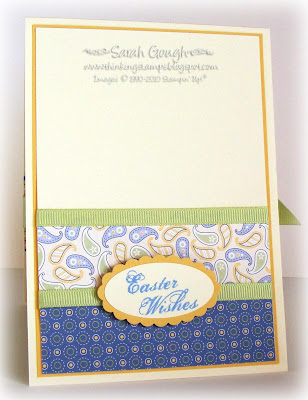 Sarah Gough
www.thinkingstamps.blogspot.com
Images © 1990-2010 Stampin' Up!®
Easter
Wishes